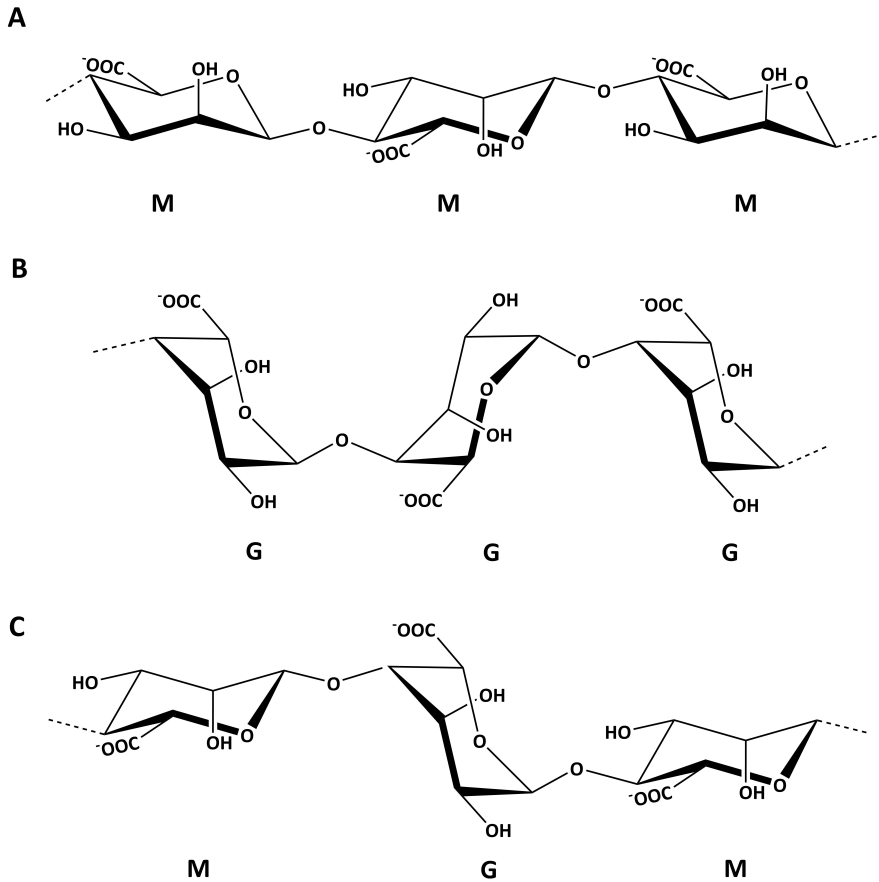 A
⁻OOC OH O HO
HO O
HO O O
⁻OOC OH
⁻OOC OH O
HO
M M M
B
⁻OOC OH ⁻OOC
OH O OH
O O O
O OH
OH ⁻OOC OH
G G G
C
⁻OOC
HO O OH
⁻OOC OH O O HO
O ⁻OOC OH O
OH
M G M